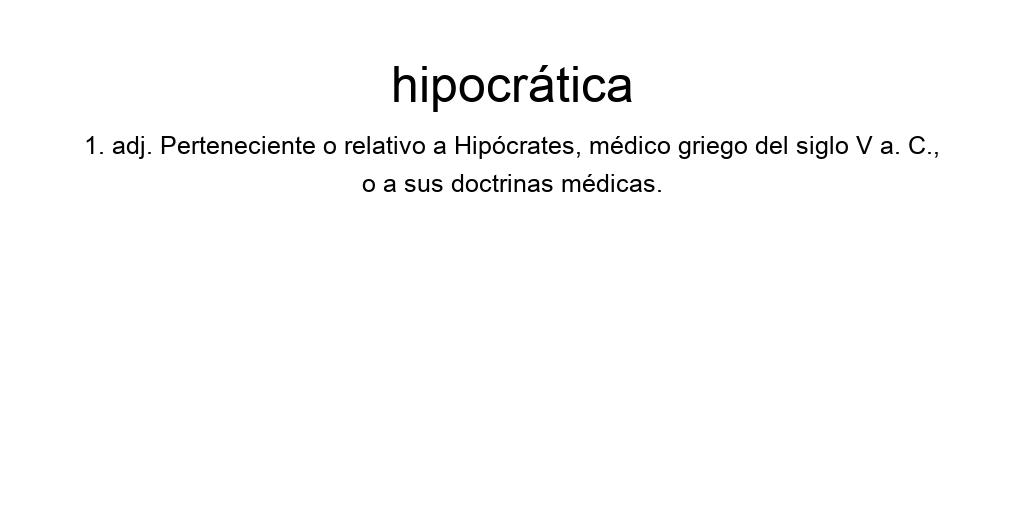 hipocrática
1. adj. Perteneciente o relativo a Hipócrates, médico griego del siglo V a. C.,
o a sus doctrinas médicas.